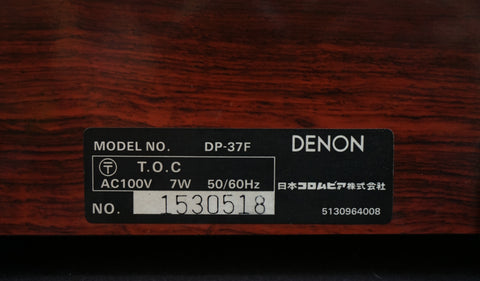 MODEL NO. DP-37F DENON
〒 T.O.C
AC100V 7W 50/60Hz
日本コロムビア株式会社
NO. 1530518
5130964008